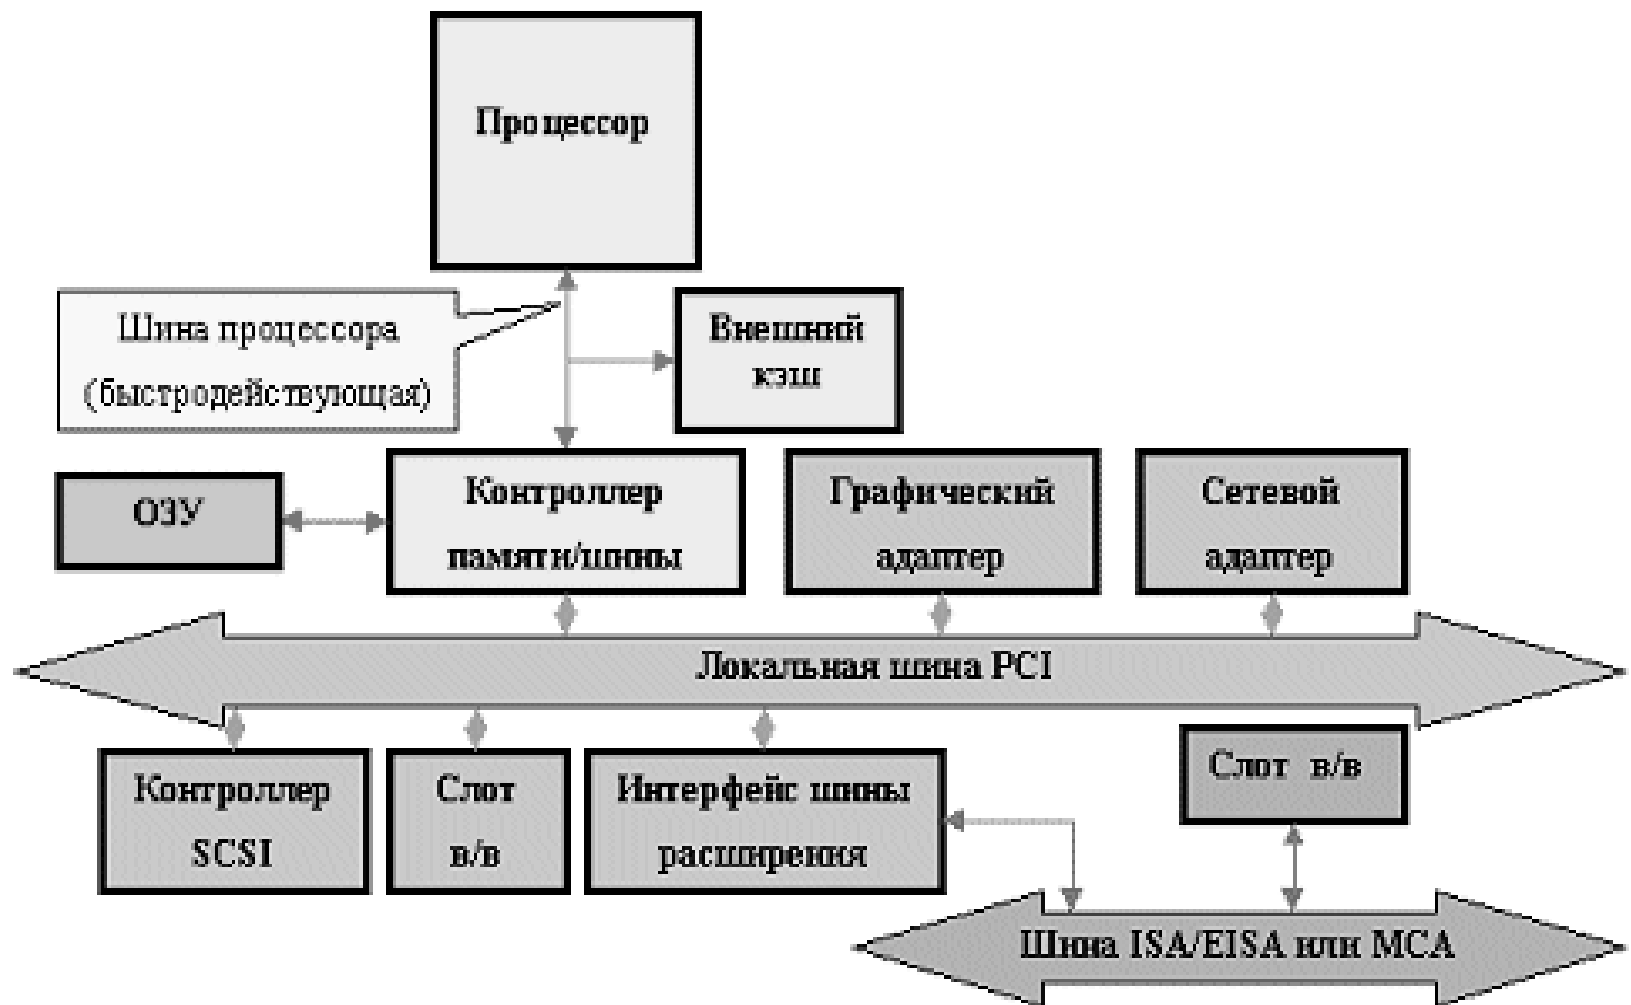 Процессор
Шина процессора
(быстродействующая)
Внешний
кэш
ОЗУ
Контроллер
памяти/шины
Графический
адаптер
Сетевой
адаптер
Локальная шина PCI
Контроллер
SCSI
Слот
в/в
Интерфейс шины
расширения
Слот в/в
Шина ISA/EISA или MCA